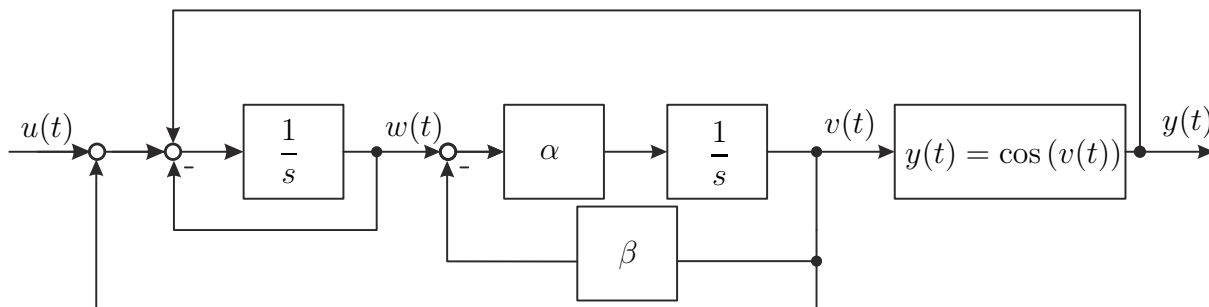 u(t)
-
1/s
w(t)
-
α
1/s
v(t)
y(t) = cos (v(t))
y(t)
β